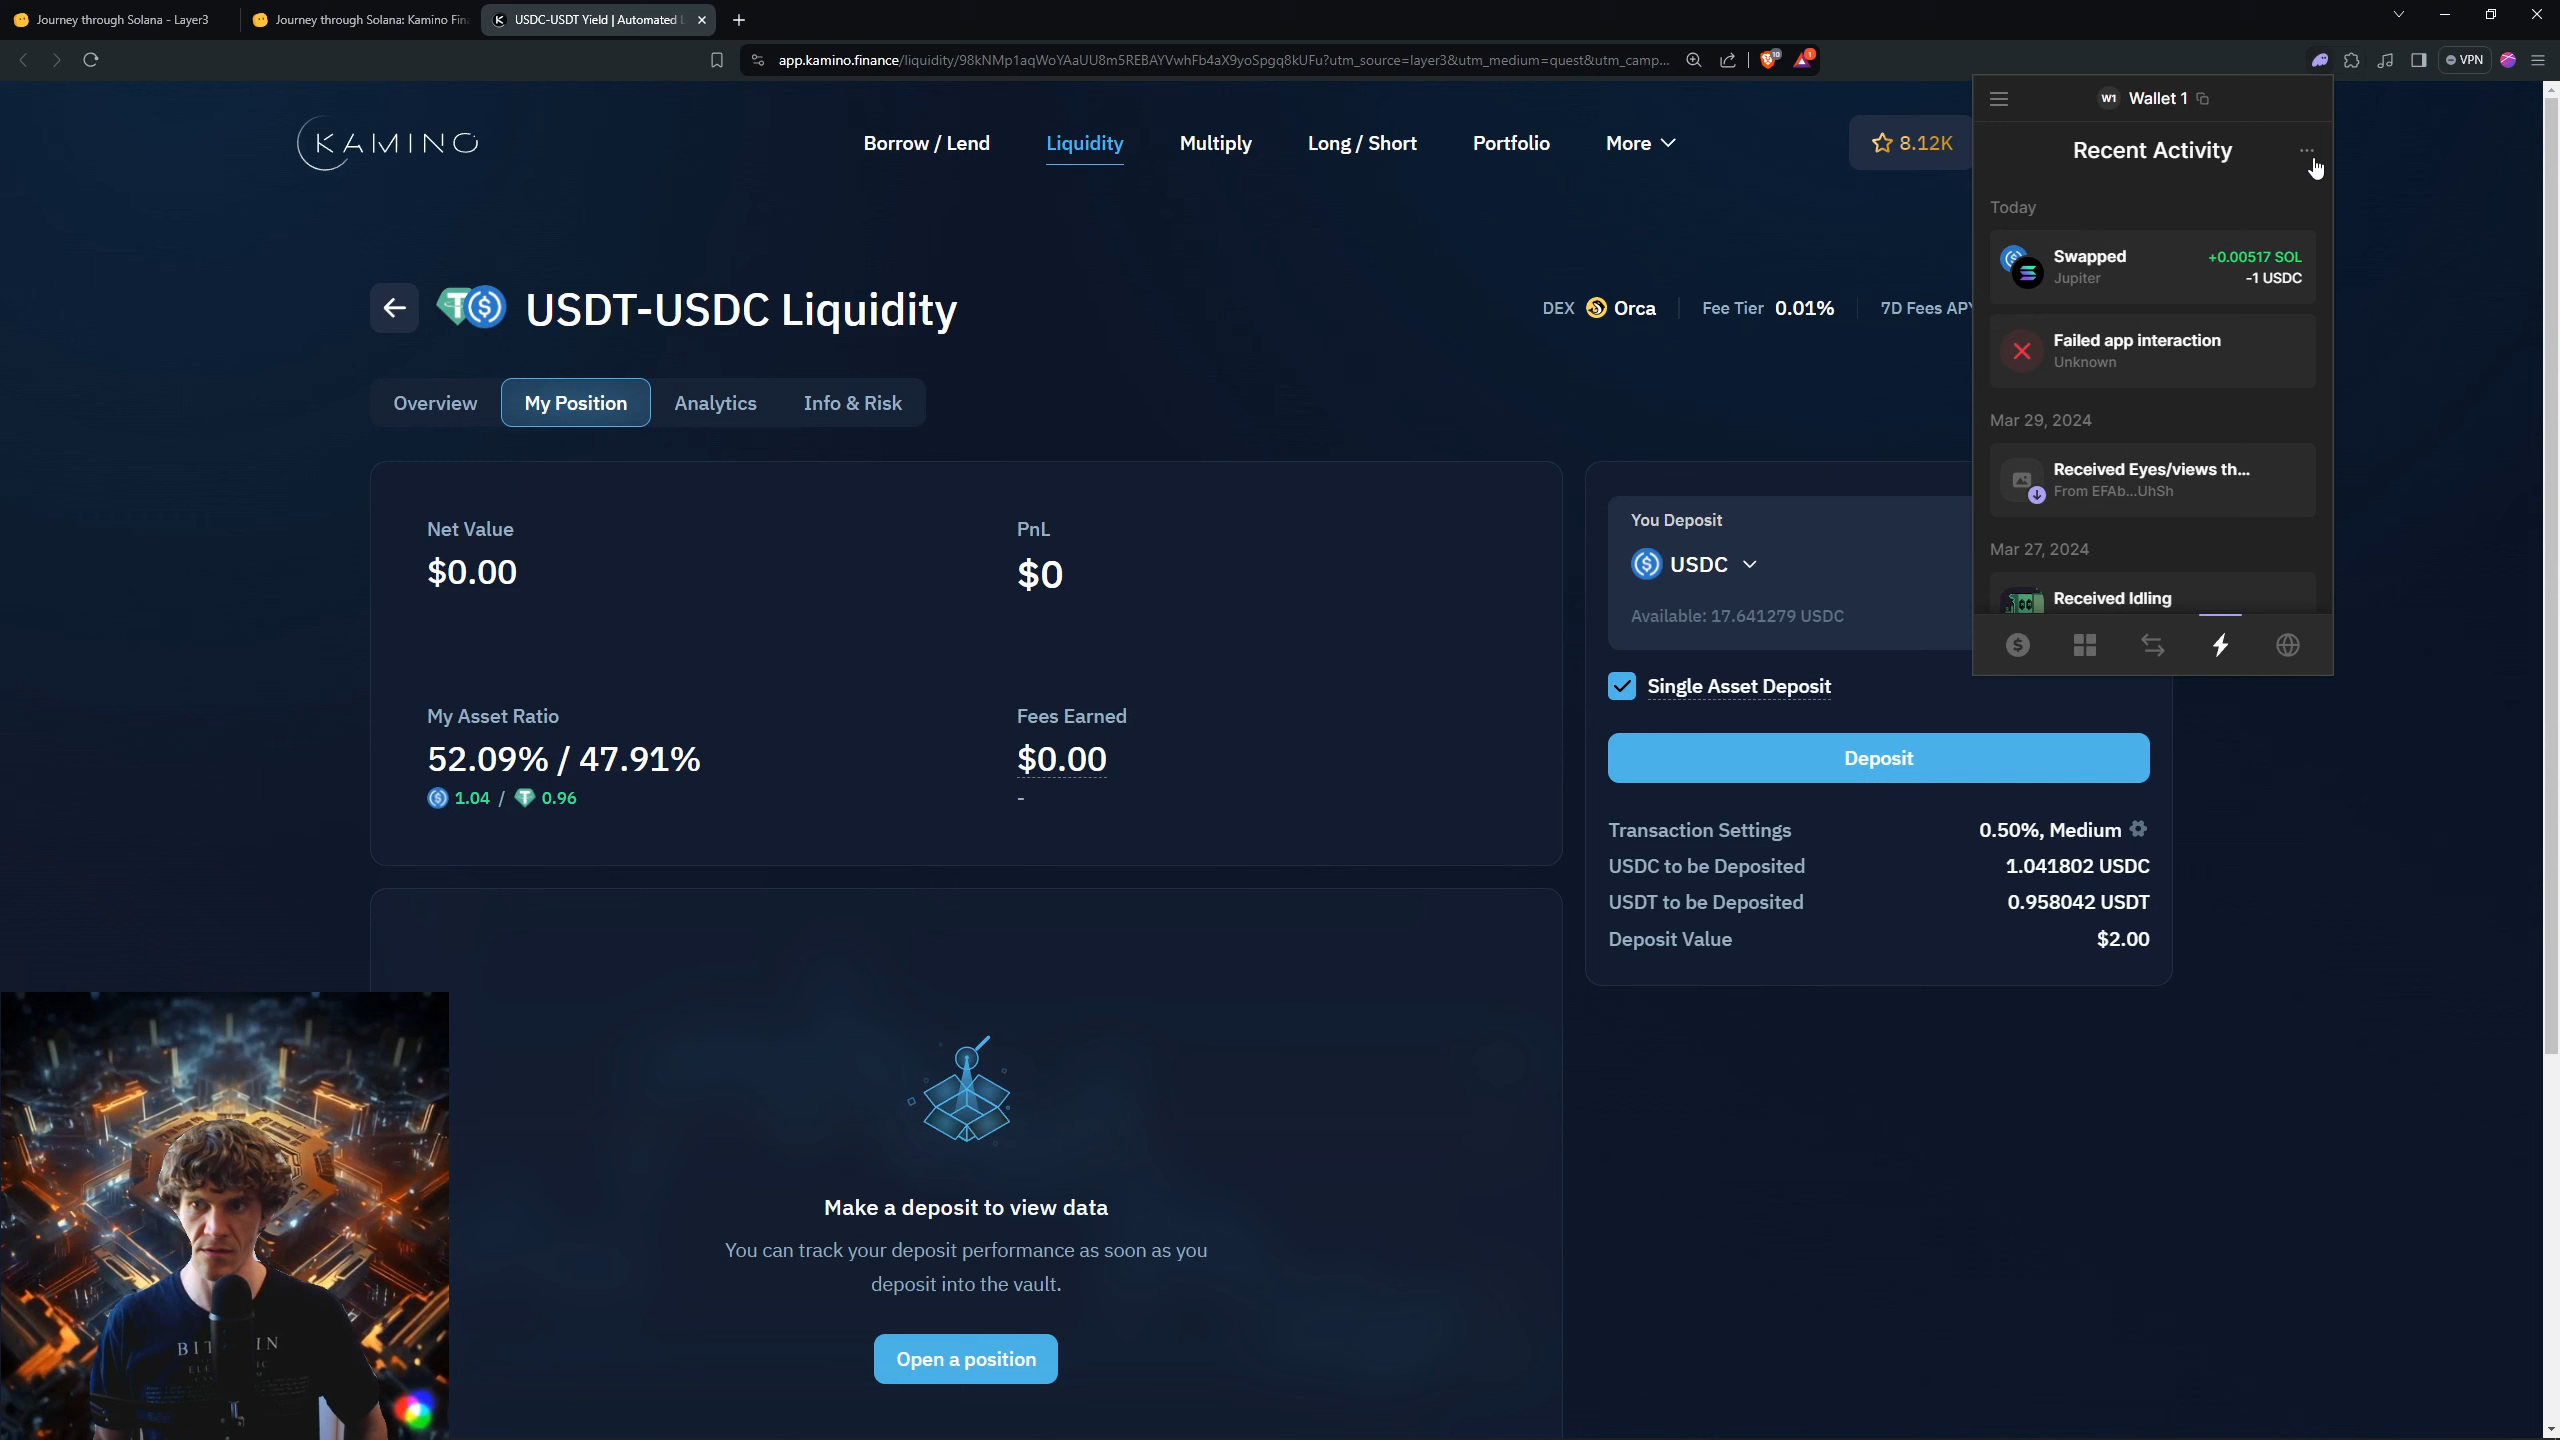 Journey through Solana - Layer3
Journey through Solana: Kamino Fin
USDC-USDT Yield | Automated L
app.kamino.finance/liquidity/98kNMp1aqWoYAaUU8m5REBAYVwhFb4aX9yoSpgq8kUFu?utm_source=layer3&utm_medium=quest&utm_camp...
10
1
VPN
KAMINO
Borrow / Lend
Liquidity
Multiply
Long / Short
Portfolio
More
8.12K
W1 Wallet 1
Recent Activity
Today
Swapped
+0.00517 SOL
Jupiter
-1 USDC
Failed app interaction
Unknown
Mar 29, 2024
Received Eyes/views th...
From EFAb...UhSh
Mar 27, 2024
Received Idling
USDT-USDC Liquidity
DEX Orca
Fee Tier 0.01%
7D Fees APY
Overview
My Position
Analytics
Info & Risk
Net Value
$0.00
PnL
$0
My Asset Ratio
52.09% / 47.91%
1.04 / 0.96
Fees Earned
$0.00
-
You Deposit
USDC
Available: 17.641279 USDC
Single Asset Deposit
Deposit
Transaction Settings
0.50%, Medium
USDC to be Deposited
1.041802 USDC
USDT to be Deposited
0.958042 USDT
Deposit Value
$2.00
Make a deposit to view data
You can track your deposit performance as soon as you
deposit into the vault.
Open a position